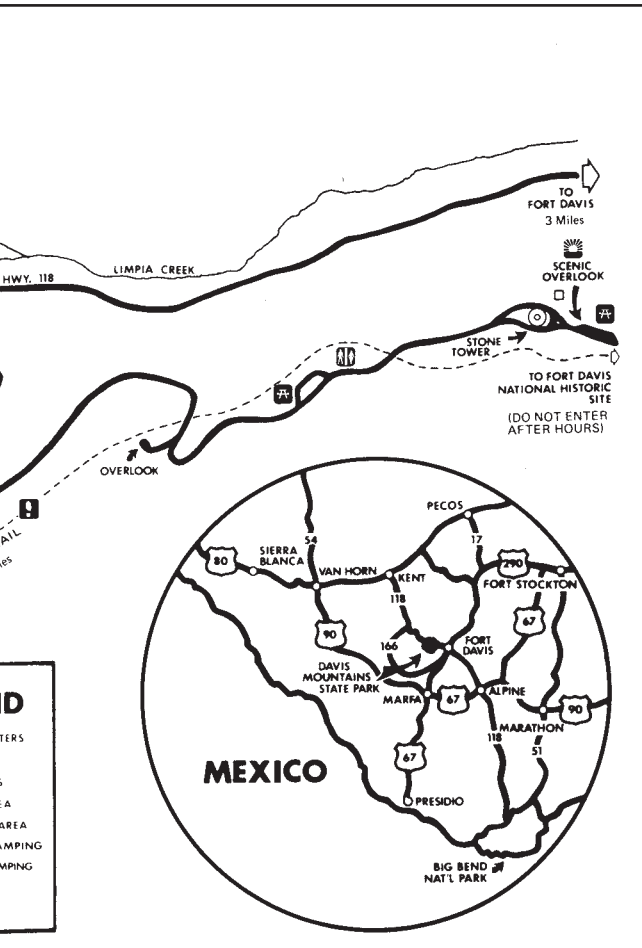 TO
FORT DAVIS
3 Miles
SCENIC
OVERLOOK
HWY. 118
LIMPIA CREEK
STONE
TOWER
TO FORT DAVIS
NATIONAL HISTORIC
SITE
(DO NOT ENTER
AFTER HOURS)
OVERLOOK
AIL
es
PECOS
54
17
80
SIERRA
BLANCA
VAN HORN
KENT
290
FORT STOCKTON
118
67
90
166
FORT
DAVIS
DAVIS
MOUNTAINS
STATE PARK
MARFA
67
ALPINE
90
MARATHON
118
51
67
MEXICO
PRESIDIO
BIG BEND
NAT'L PARK
D
TERS
S
EA
AREA
AMPING
MPING